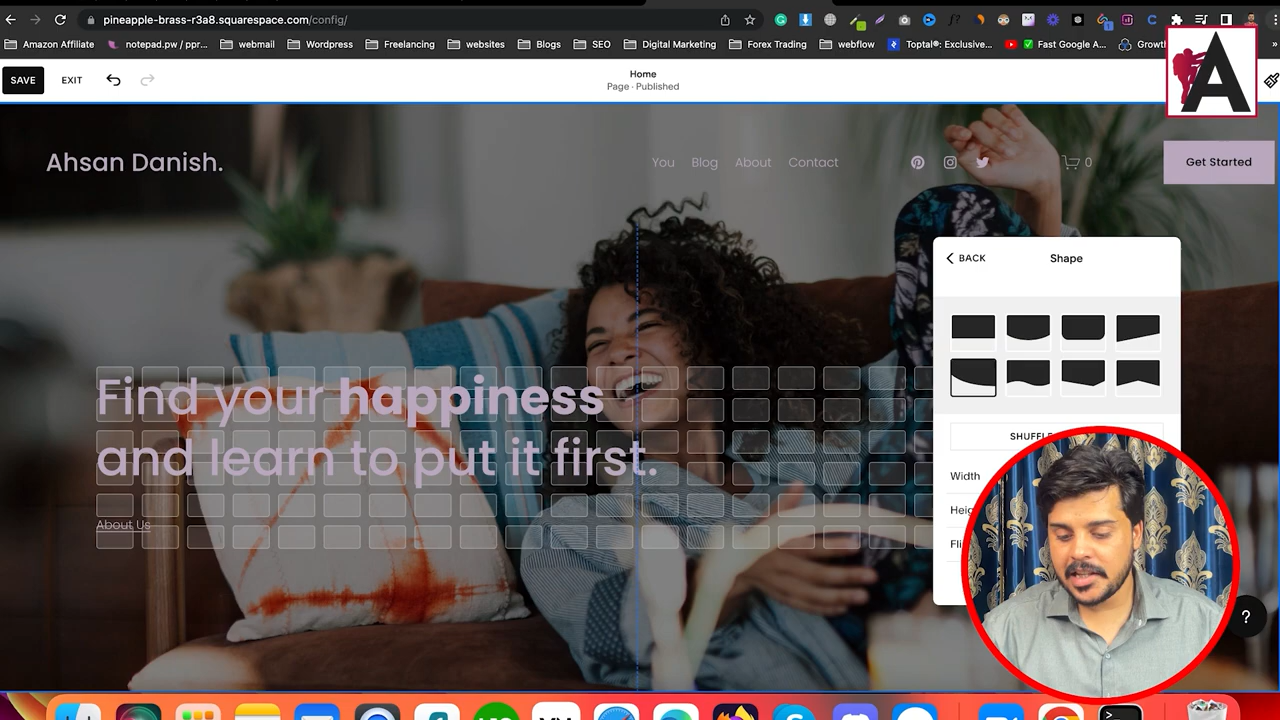 pineapple-brass-r3a8.squarespace.com/config/
Amazon Affiliate
notepad.pw / ppr...
webmail
Wordpress
Freelancing
websites
Blogs
SEO
Digital Marketing
Forex Trading
webflow
Toptal®: Exclusive...
Fast Google A...
Growth
»
A
SAVE
EXIT
Home
Page · Published
Ahsan Danish.
You
Blog
About
Contact
0
Get Started
BACK
Shape
Find your happiness
and learn to put it first.
About Us
SHUFFLE
Width
?